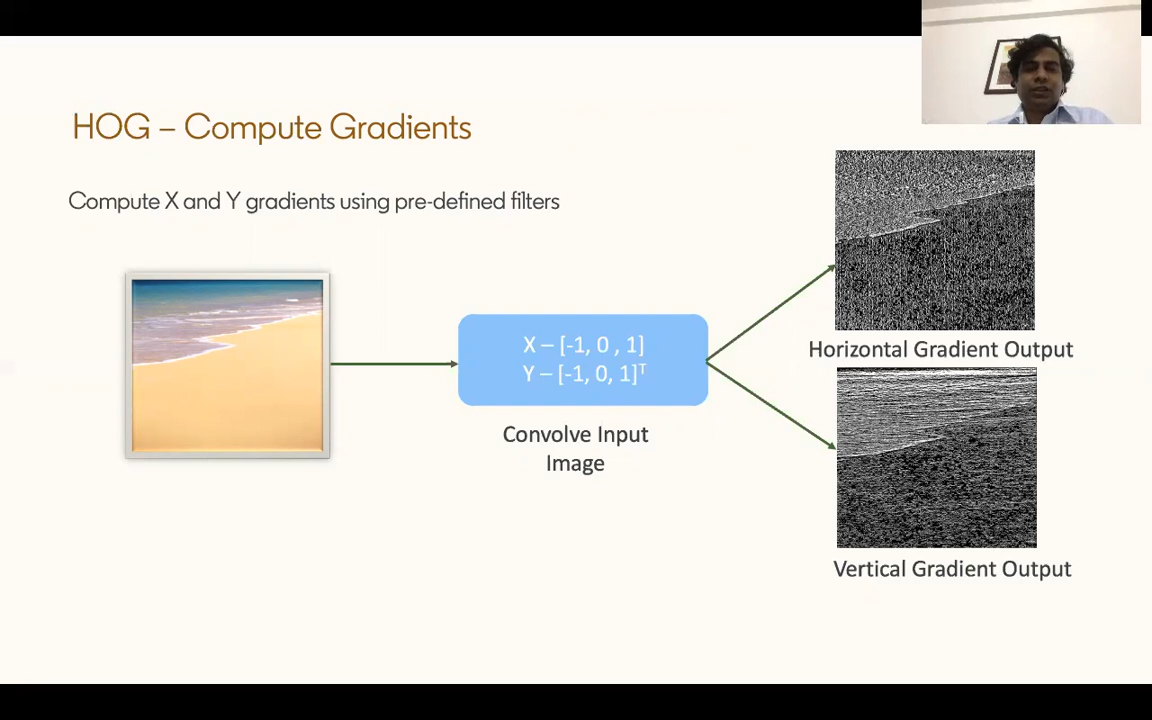 HOG – Compute Gradients
Compute X and Y gradients using pre-defined filters
X – [-1, 0 , 1]
Y – [-1, 0, 1]ᵀ
Convolve Input
Image
Horizontal Gradient Output
Vertical Gradient Output